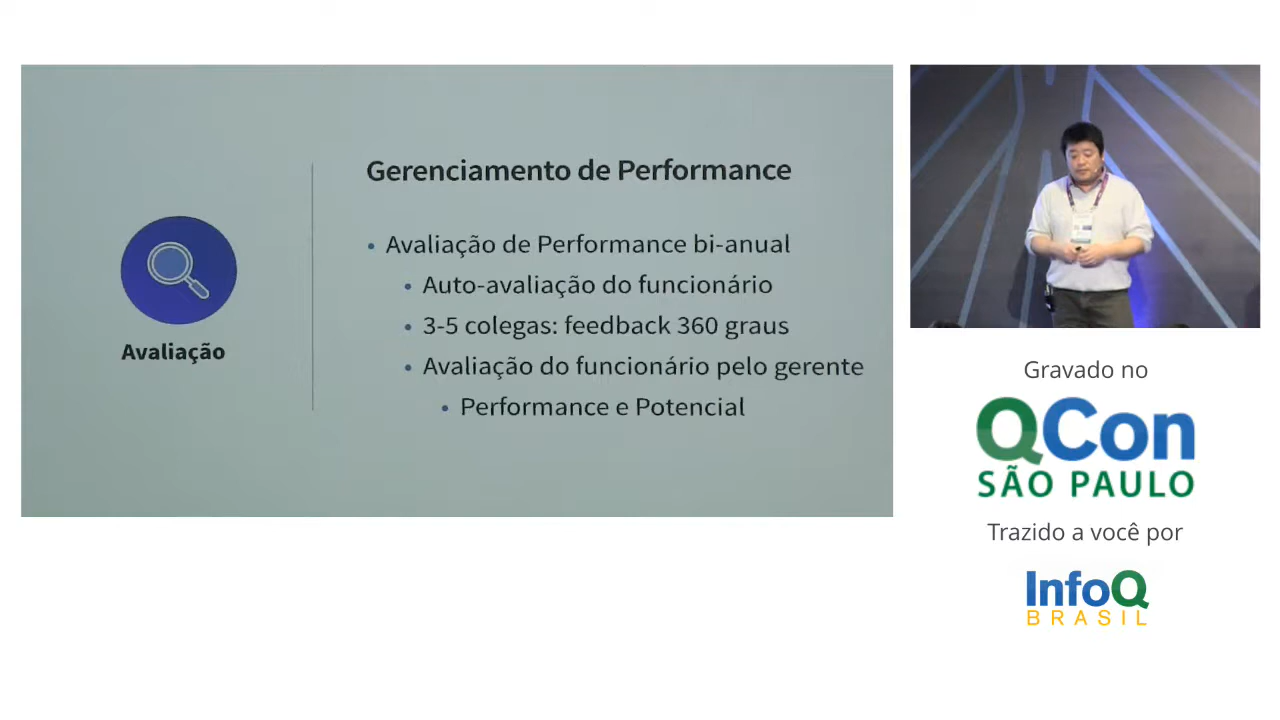 Gerenciamento de Performance
• Avaliação de Performance bi-anual
• Auto-avaliação do funcionário
• 3-5 colegas: feedback 360 graus
• Avaliação do funcionário pelo gerente
• Performance e Potencial
Avaliação
Gravado no
QCon
SÃO PAULO
Trazido a você por
InfoQ
BRASIL